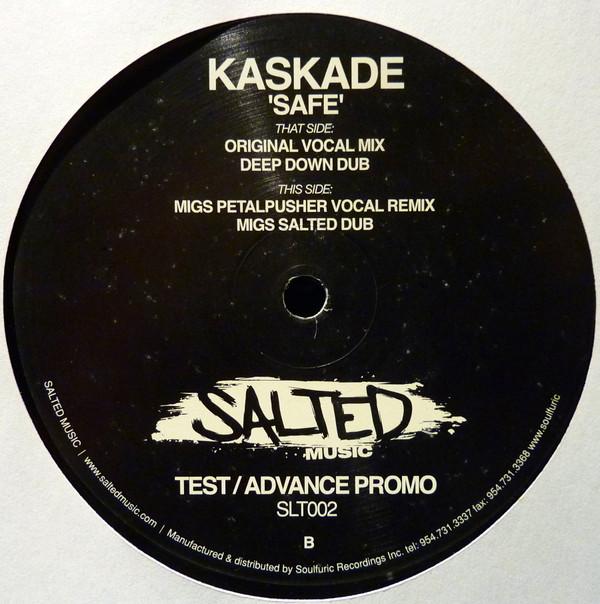 KASKADE
'SAFE'
THAT SIDE:
ORIGINAL VOCAL MIX
DEEP DOWN DUB
THIS SIDE:
MIGS PETALPUSHER VOCAL REMIX
MIGS SALTED DUB
SALTED
MUSIC
TEST / ADVANCE PROMO
SLT002
B
SALTED MUSIC | www.saltedmusic.com | Manufactured & distributed by Soulfuric Recordings Inc. tel: 954.731.3337 fax: 954.731.3368 www.soulfuric